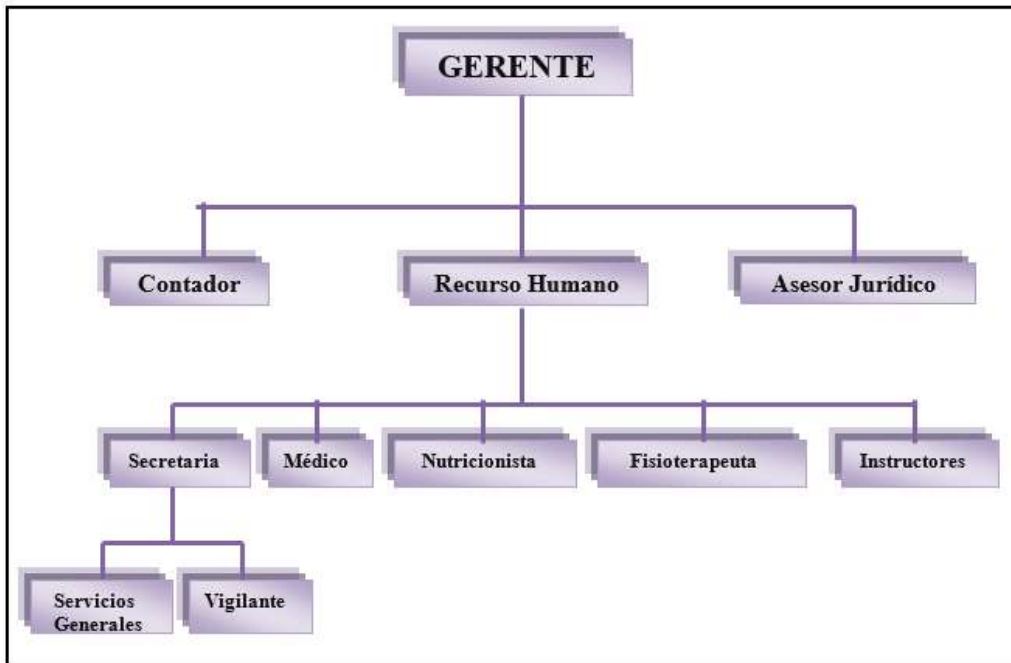 GERENTE
Contador
Recurso Humano
Asesor Jurídico
Secretaria
Médico
Nutricionista
Fisioterapeuta
Instructores
Servicios
Generales
Vigilante